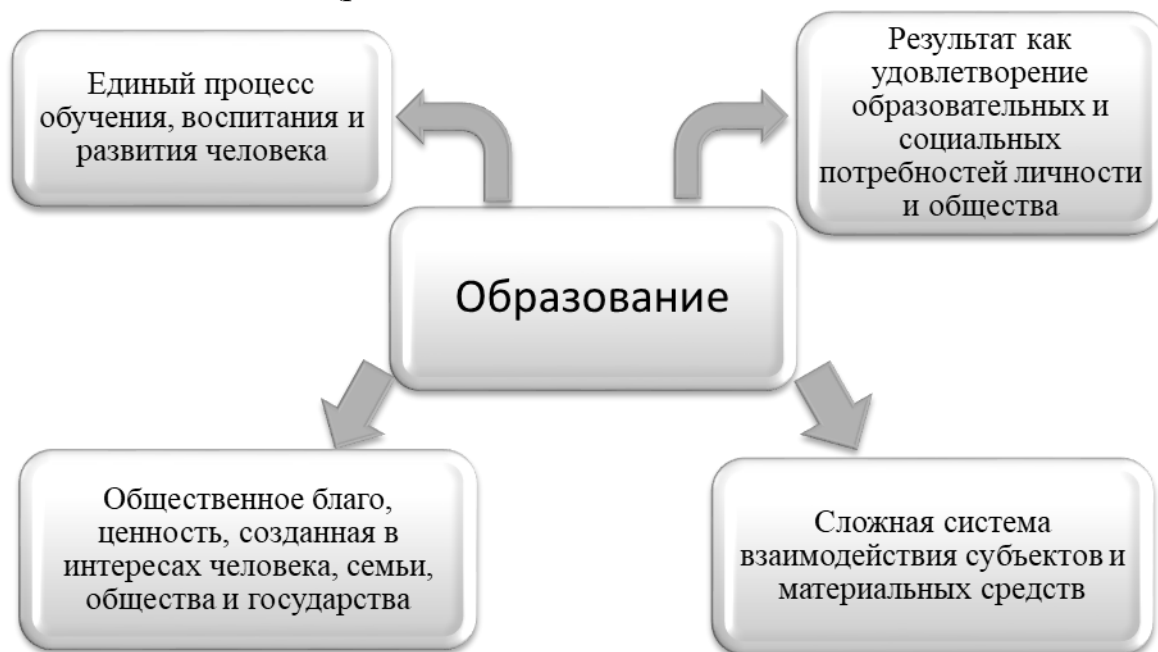 Единый процесс
обучения, воспитания и
развития человека
Результат как
удовлетворение
образовательных и
социальных
потребностей личности
и общества
Образование
Общественное благо,
ценность, созданная в
интересах человека, семьи,
общества и государства
Сложная система
взаимодействия субъектов и
материальных средств